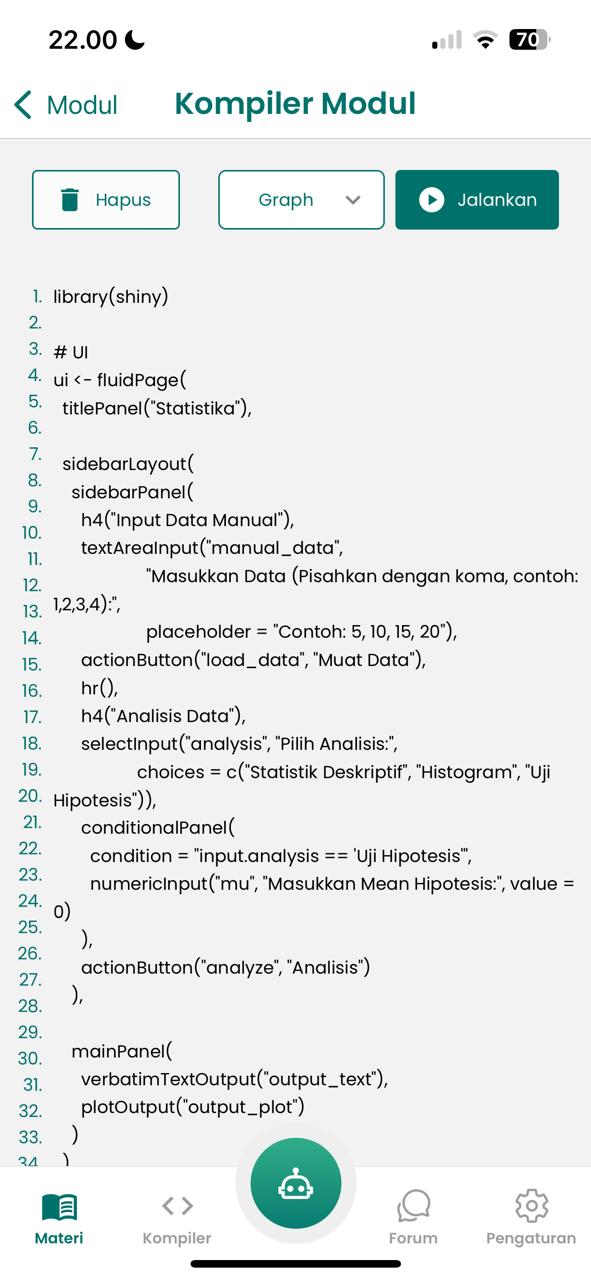 22.00
70
Modul
Kompiler Modul
Hapus
Graph
Jalankan
1. library(shiny)
2.
3. # UI
4. ui <- fluidPage(
5. titlePanel("Statistika"),
6.
7. sidebarLayout(
8. sidebarPanel(
9. h4("Input Data Manual"),
10. textAreaInput("manual_data",
11. "Masukkan Data (Pisahkan dengan koma, contoh:
12. 1,2,3,4):",
13. placeholder = "Contoh: 5, 10, 15, 20"),
14. actionButton("load_data", "Muat Data"),
15. hr(),
16. h4("Analisis Data"),
17. selectInput("analysis", "Pilih Analisis:",
18. choices = c("Statistik Deskriptif", "Histogram", "Uji
19. Hipotesis")),
20. conditionalPanel(
21. condition = "input.analysis == 'Uji Hipotesis'",
22. numericInput("mu", "Masukkan Mean Hipotesis:", value =
23. 0)
24. ),
25. actionButton("analyze", "Analisis")
26. ),
27.
28. mainPanel(
29. verbatimTextOutput("output_text"),
30. plotOutput("output_plot")
31. )
32. )
33.
34.
Materi
Kompiler
Forum
Pengaturan